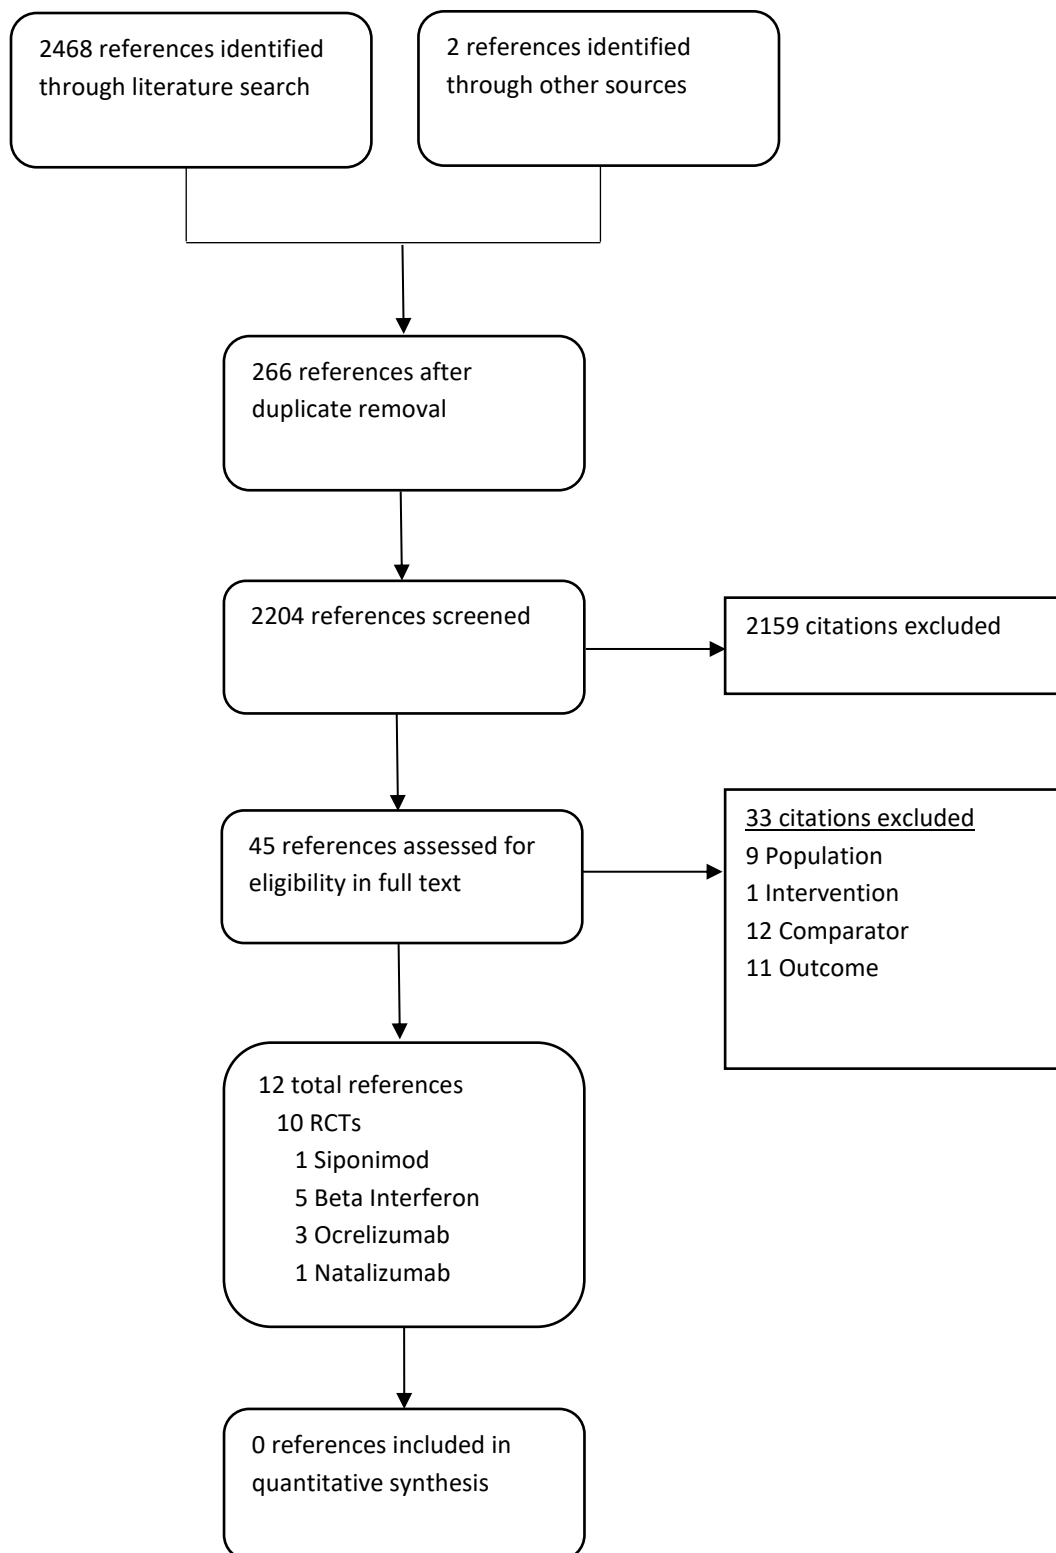 2468 references identified
through literature search
2 references identified
through other sources
266 references after
duplicate removal
2204 references screened
2159 citations excluded
45 references assessed for
eligibility in full text
33 citations excluded
9 Population
1 Intervention
12 Comparator
11 Outcome
12 total references
10 RCTs
1 Siponimod
5 Beta Interferon
3 Ocrelizumab
1 Natalizumab
0 references included in
quantitative synthesis